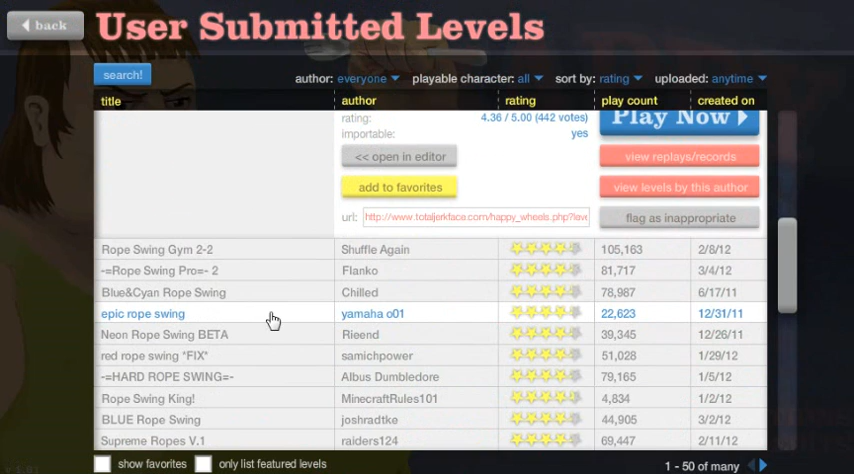 back
User Submitted Levels
search!
author: everyone playable character: all sort by: rating uploaded: anytime
title author rating play count created on
rating: 4.36 / 5.00 (442 votes)
Play Now
importable: yes
<< open in editor
view replays/records
add to favorites
view levels by this author
url: http://www.totaljerkface.com/happy_wheels.php?leve
flag as inappropriate
Rope Swing Gym 2-2 Shuffle Again 105,163 2/8/12
-=Rope Swing Pro=- 2 Flanko 81,717 3/4/12
Blue&Cyan Rope Swing Chilled 78,987 6/17/11
epic rope swing yamaha o01 22,623 12/31/11
Neon Rope Swing BETA Rieend 39,345 12/26/11
red rope swing *FIX* samichpower 51,028 1/29/12
-=HARD ROPE SWING=- Albus Dumbledore 79,165 1/5/12
Rope Swing King! MinecraftRules101 4,834 1/2/12
BLUE Rope Swing joshradtke 44,905 3/2/12
Supreme Ropes V.1 raiders124 69,447 2/11/12
show favorites only list featured levels 1 - 50 of many